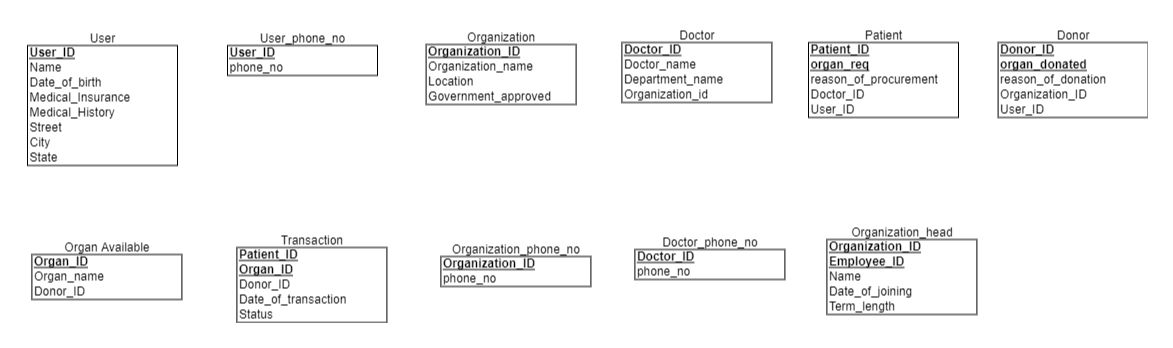 User
User_ID
Name
Date_of_birth
Medical_Insurance
Medical_History
Street
City
State
User_phone_no
User_ID
phone_no
Organization
Organization_ID
Organization_name
Location
Government_approved
Doctor
Doctor_ID
Doctor_name
Department_name
Organization_id
Patient
Patient_ID
organ_req
reason_of_procurement
Doctor_ID
User_ID
Donor
Donor_ID
organ_donated
reason_of_donation
Organization_ID
User_ID
Organ Available
Organ_ID
Organ_name
Donor_ID
Transaction
Patient_ID
Organ_ID
Donor_ID
Date_of_transaction
Status
Organization_phone_no
Organization_ID
phone_no
Doctor_phone_no
Doctor_ID
phone_no
Organization_head
Organization_ID
Employee_ID
Name
Date_of_joining
Term_length